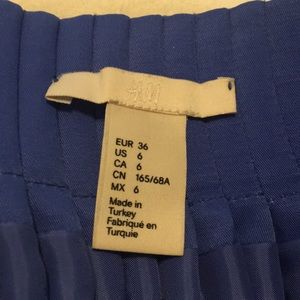 H&M
EUR 36
US 6
CA 6
CN 165/68A
MX 6
Made in
Turkey
Fabriqué en
Turquie